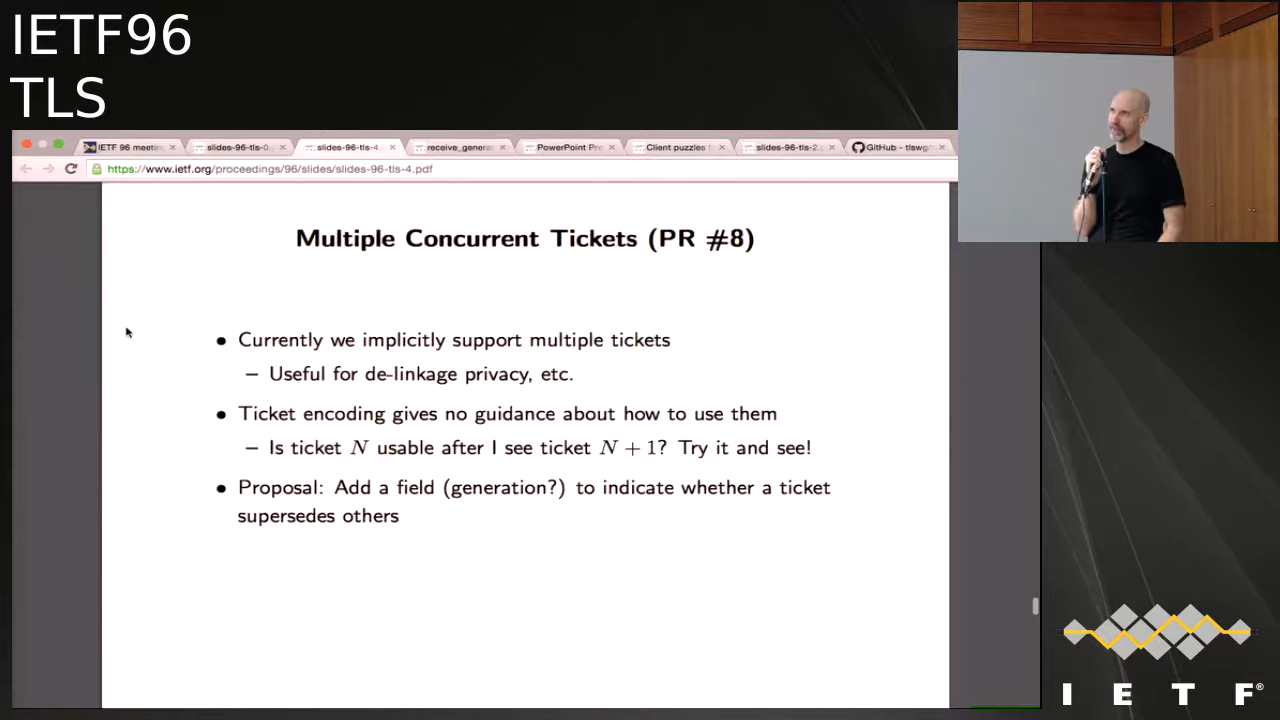 IETF96
TLS
IETF 96 meetin
slides-96-tls-0
slides-96-tls-4
receive_genera
PowerPoint Pre
Client puzzles
slides-96-tls-2
GitHub - tlswg
https://www.ietf.org/proceedings/96/slides/slides-96-tls-4.pdf
Multiple Concurrent Tickets (PR #8)
• Currently we implicitly support multiple tickets
– Useful for de-linkage privacy, etc.
• Ticket encoding gives no guidance about how to use them
– Is ticket N usable after I see ticket N + 1? Try it and see!
• Proposal: Add a field (generation?) to indicate whether a ticket
supersedes others
I E T F®